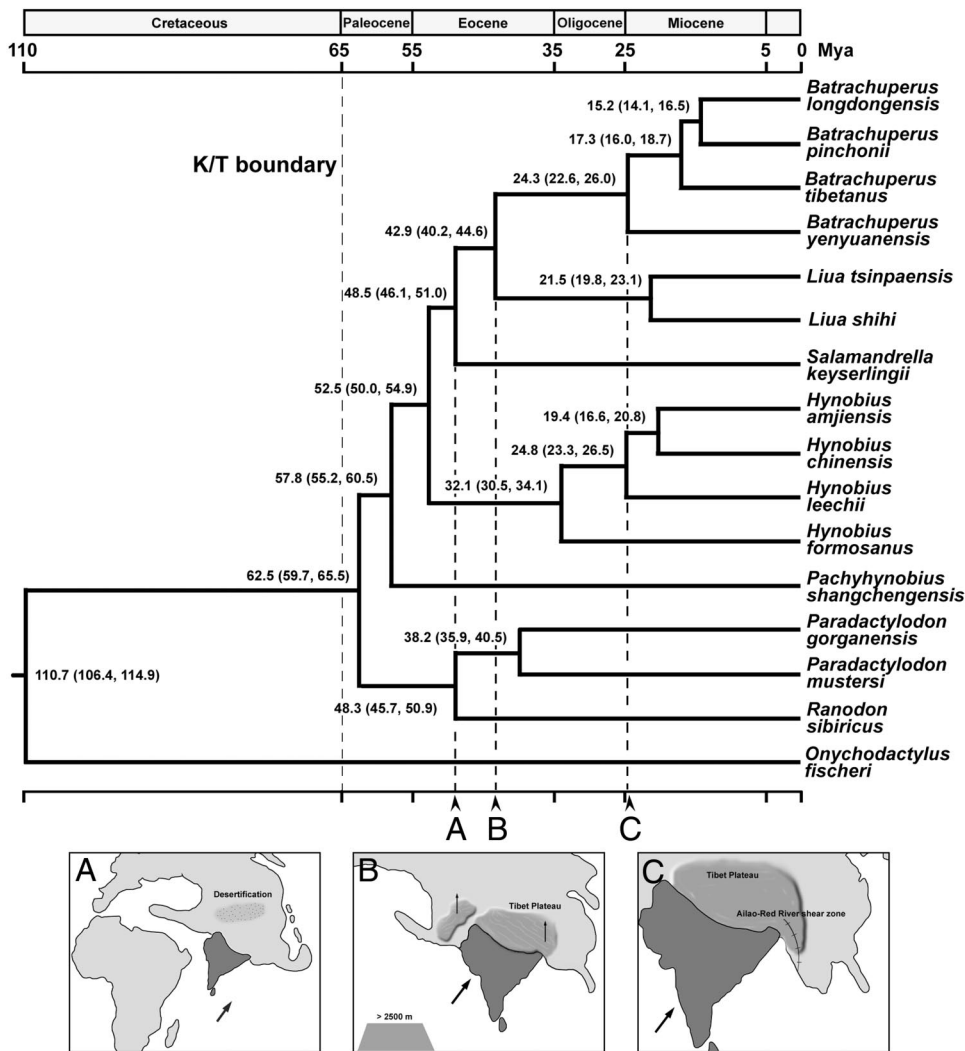 Cretaceous Paleocene Eocene Oligocene Miocene
110 65 55 35 25 5 0 Mya
K/T boundary
15.2 (14.1, 16.5)
Batrachuperus
longdongensis
17.3 (16.0, 18.7)
Batrachuperus
pinchonii
24.3 (22.6, 26.0)
Batrachuperus
tibetanus
42.9 (40.2, 44.6)
Batrachuperus
yenyuanensis
48.5 (46.1, 51.0)
21.5 (19.8, 23.1)
Liua tsinpaensis
Liua shihi
Salamandrella
keyserlingii
52.5 (50.0, 54.9)
19.4 (16.6, 20.8)
Hynobius
amjiensis
24.8 (23.3, 26.5)
Hynobius
chinensis
57.8 (55.2, 60.5)
32.1 (30.5, 34.1)
Hynobius
leechii
Hynobius
formosanus
62.5 (59.7, 65.5)
Pachyhynobius
shangchengensis
38.2 (35.9, 40.5)
Paradactylodon
gorganensis
110.7 (106.4, 114.9)
Paradactylodon
mustersi
48.3 (45.7, 50.9)
Ranodon
sibiricus
Onychodactylus
fischeri
A B C
A
Desertification
B
Tibet Plateau
> 2500 m
C
Tibet Plateau
Ailao-Red River shear zone